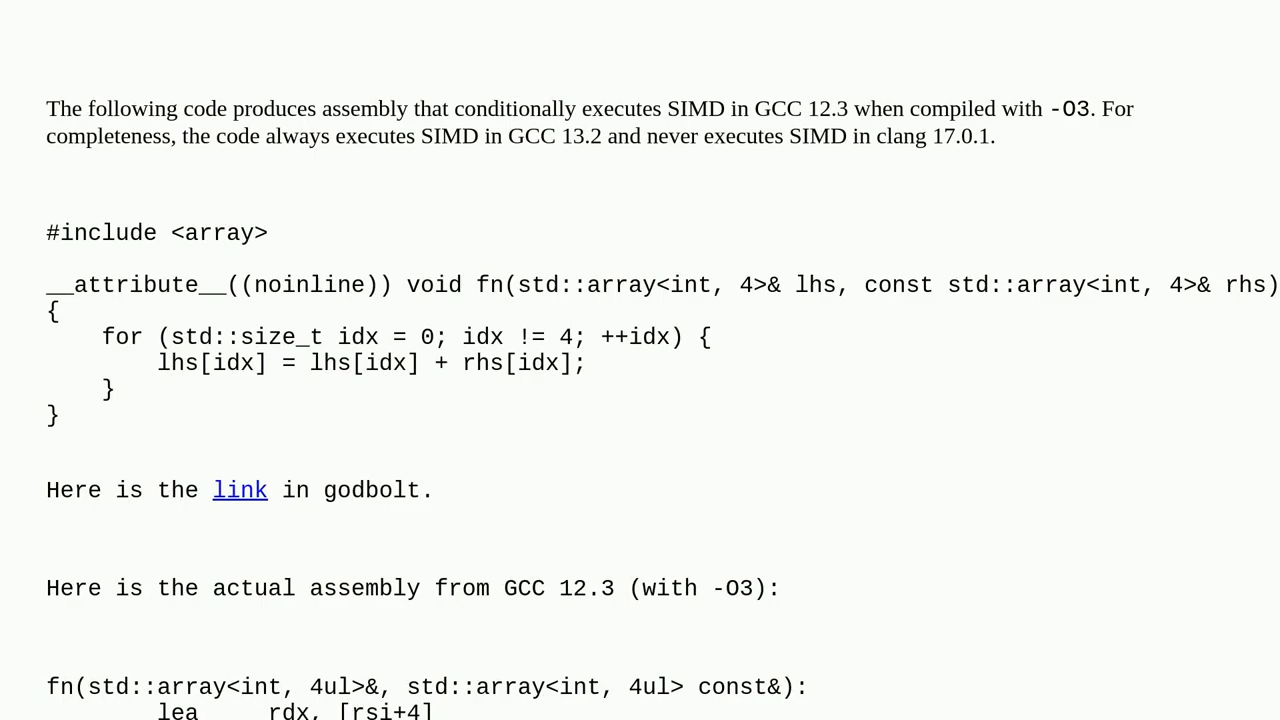 The following code produces assembly that conditionally executes SIMD in GCC 12.3 when compiled with -O3. For
completeness, the code always executes SIMD in GCC 13.2 and never executes SIMD in clang 17.0.1.
#include <array>
__attribute__((noinline)) void fn(std::array<int, 4>& lhs, const std::array<int, 4>& rhs)
{
    for (std::size_t idx = 0; idx != 4; ++idx) {
        lhs[idx] = lhs[idx] + rhs[idx];
    }
}
Here is the link in godbolt.
Here is the actual assembly from GCC 12.3 (with -O3):
fn(std::array<int, 4ul>&, std::array<int, 4ul> const&):
        lea     rdx, [rsi+4]